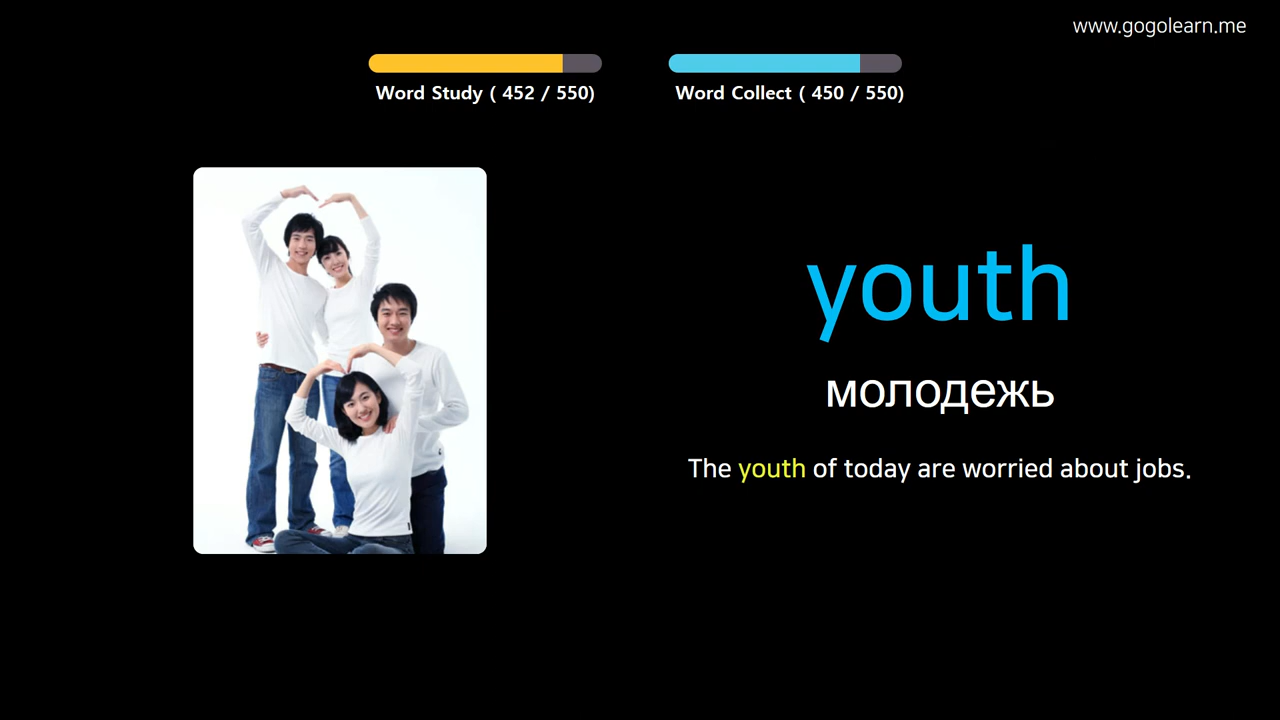 www.gogolearn.me
Word Study ( 452 / 550)
Word Collect ( 450 / 550)
youth
молодежь
The youth of today are worried about jobs.